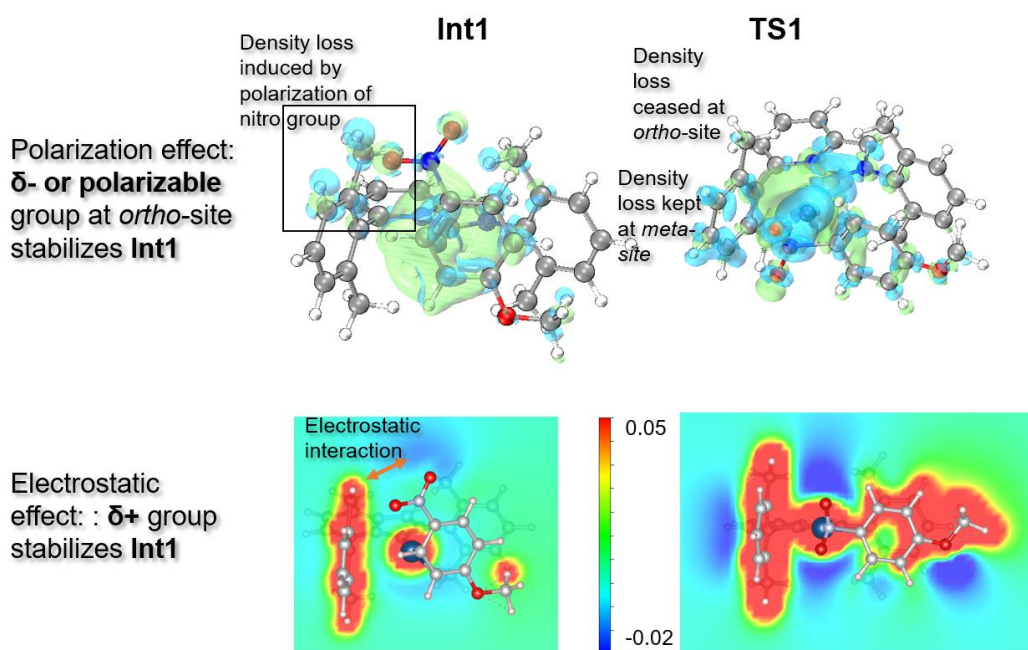 Int1
TS1
Density loss
induced by
polarization of
nitro group
Density
loss
ceased at
ortho-site
Polarization effect:
δ- or polarizable
group at ortho-site
stabilizes Int1
Density
loss kept
at meta-
site
Electrostatic
interaction
0.05
-0.02
Electrostatic
effect: : δ+ group
stabilizes Int1